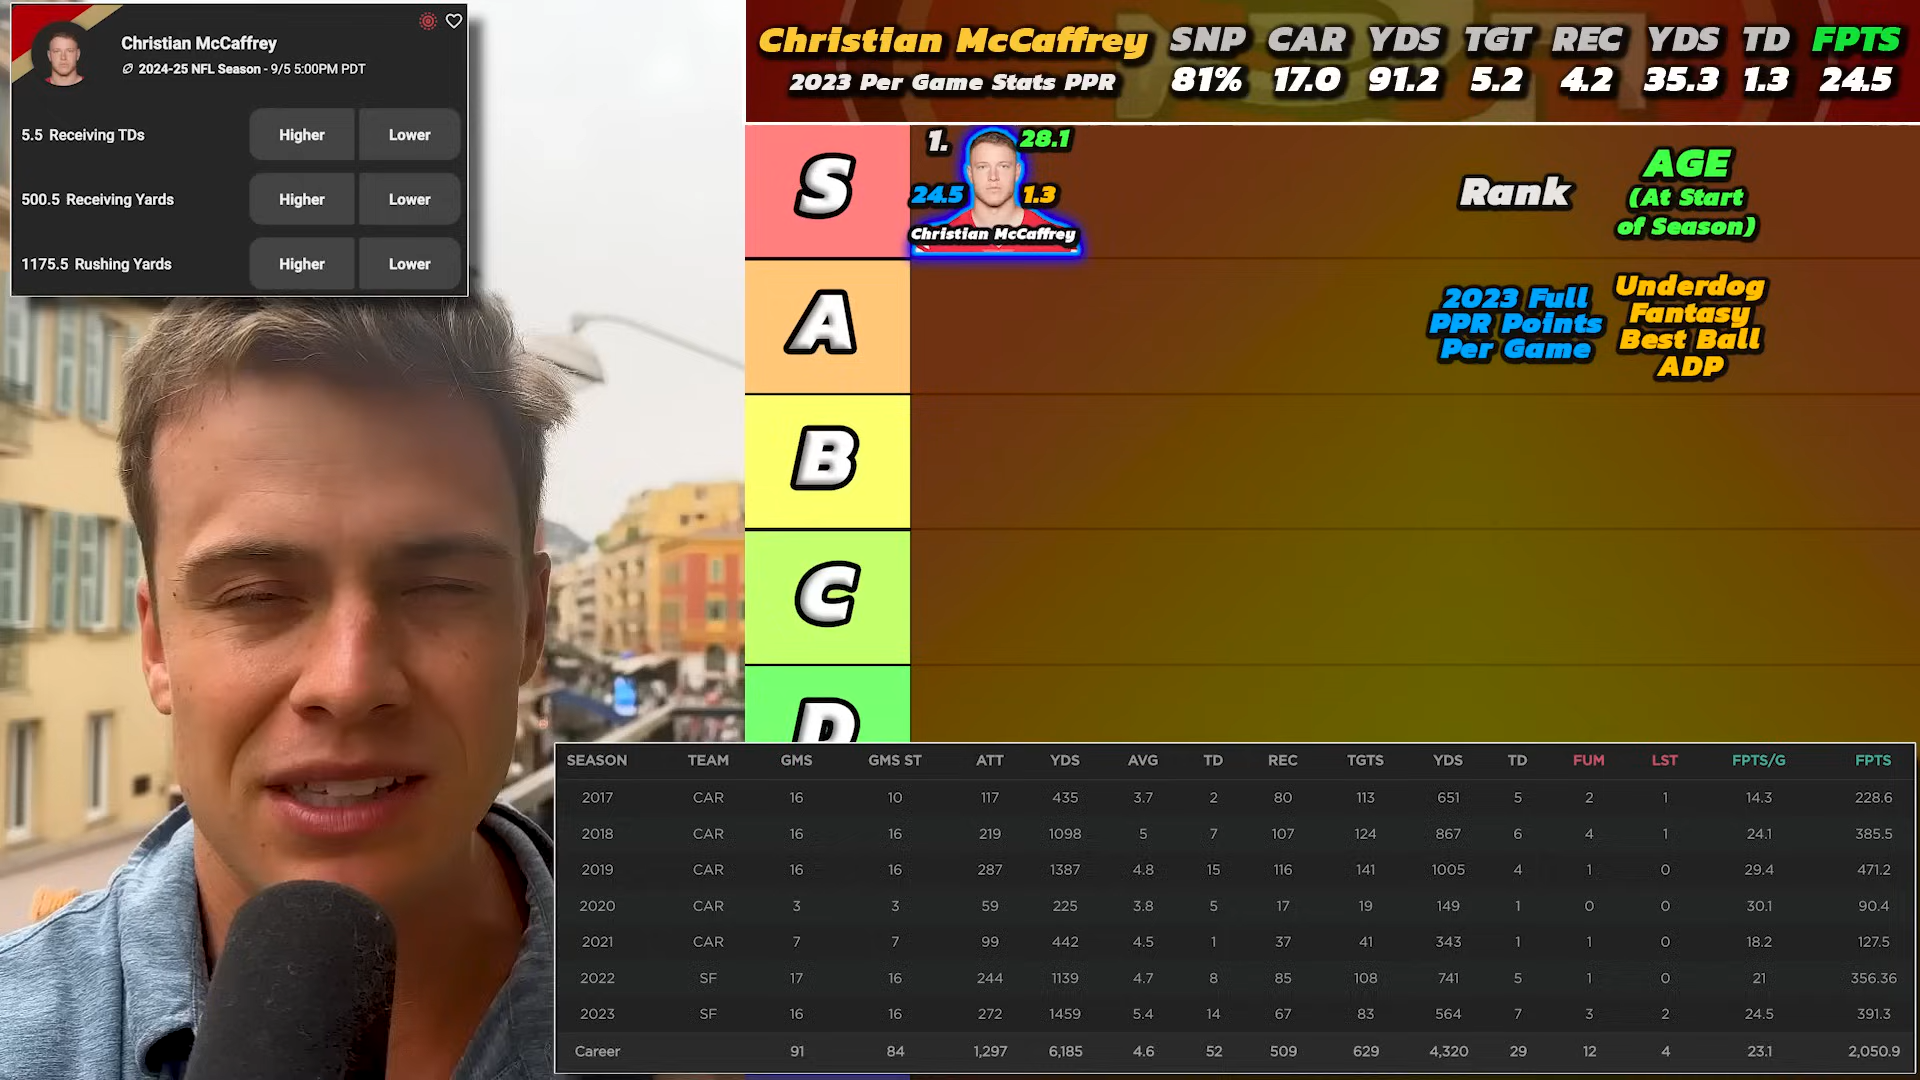 Christian McCaffrey
2024-25 NFL Season - 9/5 5:00PM PDT
5.5 Receiving TDs Higher Lower
500.5 Receiving Yards Higher Lower
1175.5 Rushing Yards Higher Lower
Christian McCaffrey SNP CAR YDS TGT REC YDS TD FPTS
2023 Per Game Stats PPR 81% 17.0 91.2 5.2 4.2 35.3 1.3 24.5
S
1. 28.1
24.5 1.3
Christian McCaffrey
Rank
AGE
(At Start
of Season)
A
2023 Full
PPR Points
Per Game
Underdog
Fantasy
Best Ball
ADP
B
C
D
SEASON TEAM GMS GMS ST ATT YDS AVG TD REC TGTS YDS TD FUM LST FPTS/G FPTS
2017 CAR 16 10 117 435 3.7 2 80 113 651 5 2 1 14.3 228.6
2018 CAR 16 16 219 1098 5 7 107 124 867 6 4 1 24.1 385.5
2019 CAR 16 16 287 1387 4.8 15 116 141 1005 4 1 0 29.4 471.2
2020 CAR 3 3 59 225 3.8 5 17 19 149 1 0 0 30.1 90.4
2021 CAR 7 7 99 442 4.5 1 37 41 343 1 1 0 18.2 127.5
2022 SF 17 16 244 1139 4.7 8 85 108 741 5 1 0 21 356.36
2023 SF 16 16 272 1459 5.4 14 67 83 564 7 3 2 24.5 391.3
Career 91 84 1,297 6,185 4.6 52 509 629 4,320 29 12 4 23.1 2,050.9